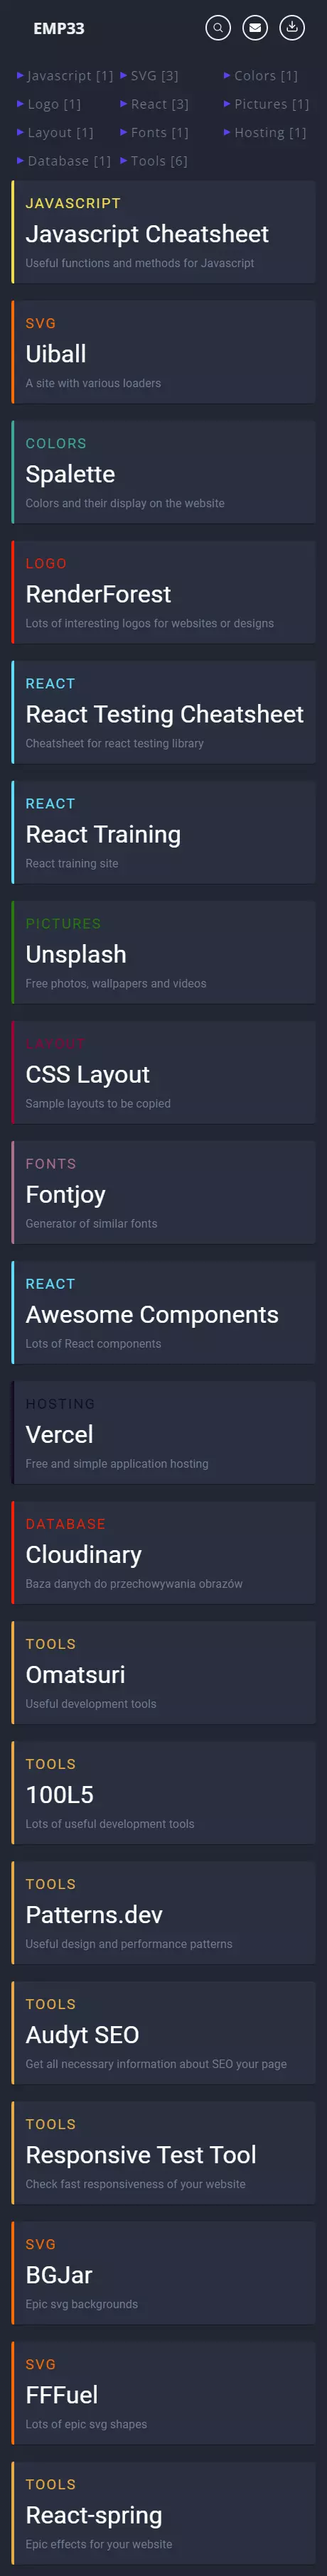 EMP33
Javascript [1] SVG [3] Colors [1]
Logo [1] React [3] Pictures [1]
Layout [1] Fonts [1] Hosting [1]
Database [1] Tools [6]
JAVASCRIPT
Javascript Cheatsheet
Useful functions and methods for Javascript
SVG
Uiball
A site with various loaders
COLORS
Spalette
Colors and their display on the website
LOGO
RenderForest
Lots of interesting logos for websites or designs
REACT
React Testing Cheatsheet
Cheatsheet for react testing library
REACT
React Training
React training site
PICTURES
Unsplash
Free photos, wallpapers and videos
LAYOUT
CSS Layout
Sample layouts to be copied
FONTS
Fontjoy
Generator of similar fonts
REACT
Awesome Components
Lots of React components
HOSTING
Vercel
Free and simple application hosting
DATABASE
Cloudinary
Baza danych do przechowywania obrazów
TOOLS
Omatsuri
Useful development tools
TOOLS
100L5
Lots of useful development tools
TOOLS
Patterns.dev
Useful design and performance patterns
TOOLS
Audyt SEO
Get all necessary information about SEO your page
TOOLS
Responsive Test Tool
Check fast responsiveness of your website
SVG
BGJar
Epic svg backgrounds
SVG
FFFuel
Lots of epic svg shapes
TOOLS
React-spring
Epic effects for your website